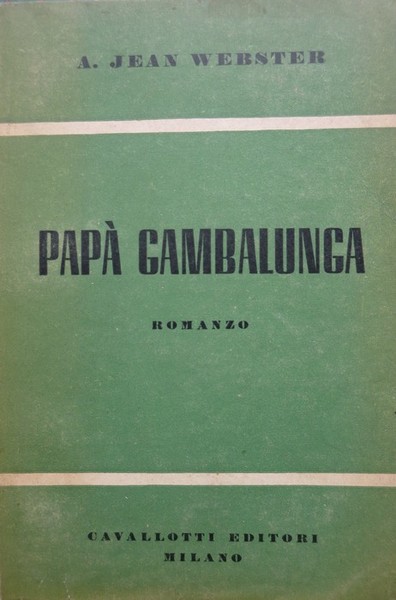 A. JEAN WEBSTER
PAPÀ GAMBALUNGA
ROMANZO
CAVALLOTTI EDITORI
MILANO